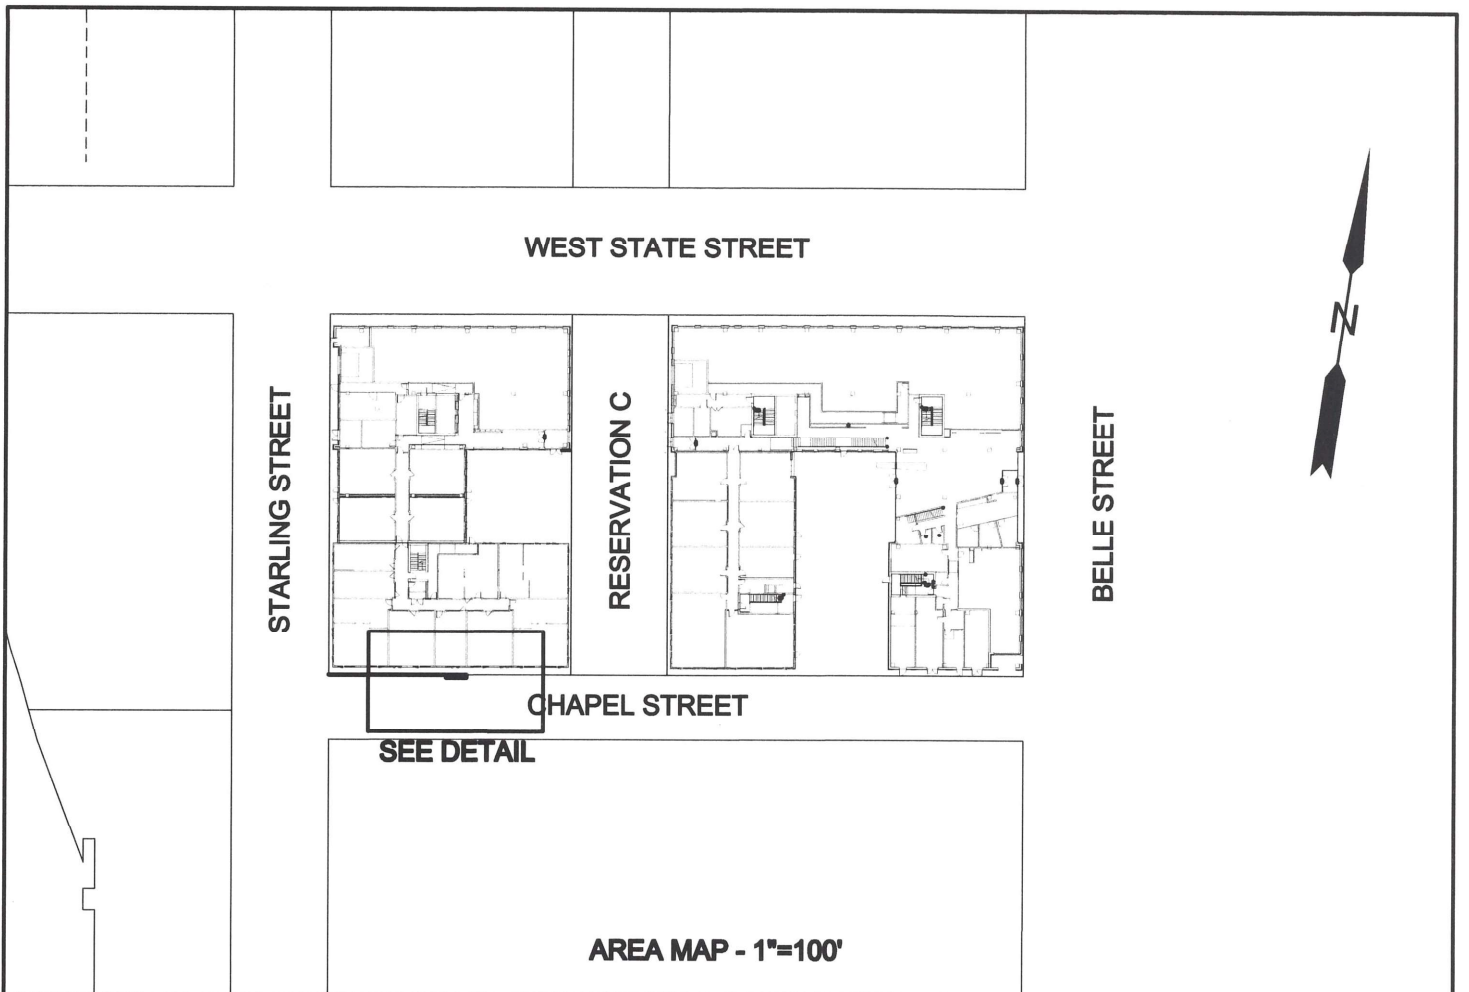 WEST STATE STREET
N
STARLING STREET
RESERVATION C
BELLE STREET
CHAPEL STREET
SEE DETAIL
AREA MAP - 1"=100'